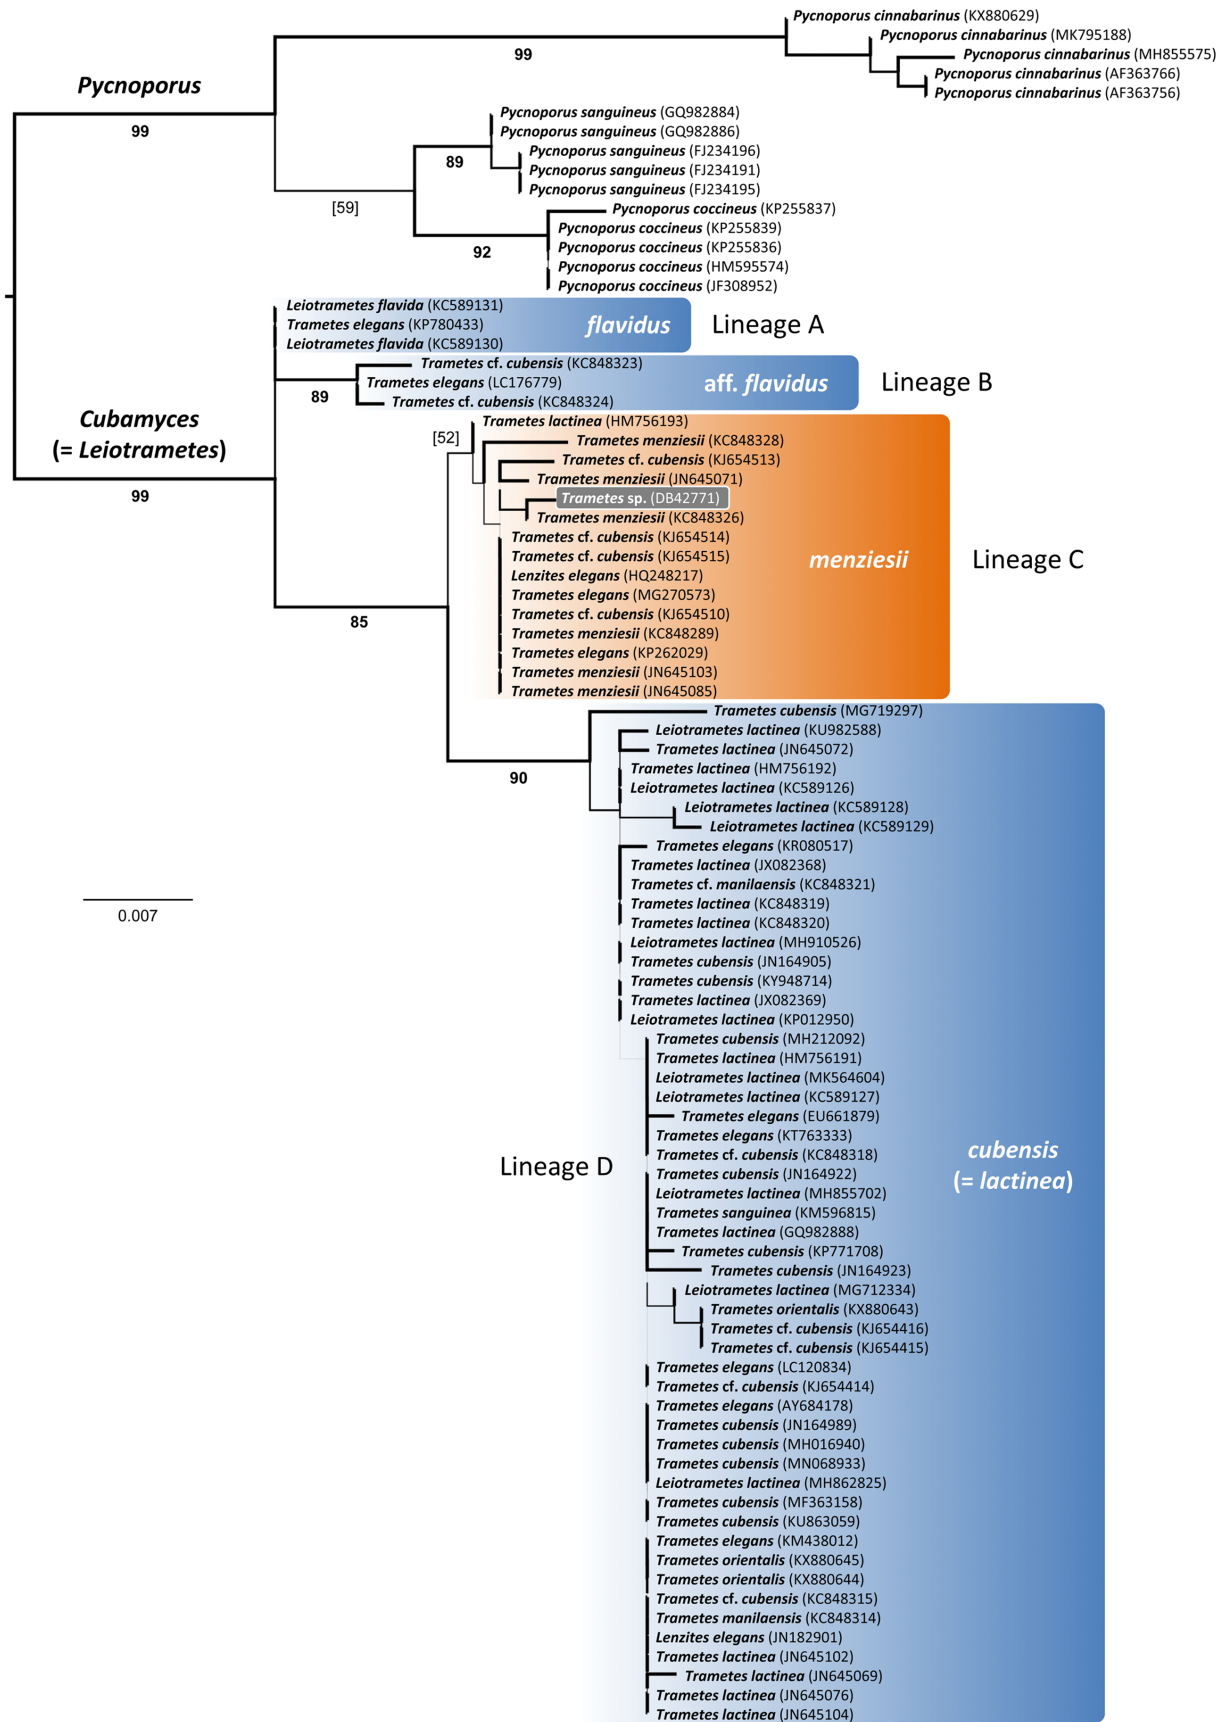 Pycnoporus cinnabarinus (KX880629)
Pycnoporus cinnabarinus (MK795188)
99
Pycnoporus cinnabarinus (MH855575)
Pycnoporus cinnabarinus (AF363766)
Pycnoporus
Pycnoporus cinnabarinus (AF363756)
99
Pycnoporus sanguineus (GQ982884)
Pycnoporus sanguineus (GQ982886)
Pycnoporus sanguineus (FJ234196)
89
Pycnoporus sanguineus (FJ234191)
Pycnoporus sanguineus (FJ234195)
[59]
Pycnoporus coccineus (KP255837)
Pycnoporus coccineus (KP255839)
92
Pycnoporus coccineus (KP255836)
Pycnoporus coccineus (HM595574)
Pycnoporus coccineus (JF308952)
Leiotrametes flavida (KC589131)
Trametes elegans (KP780433)
flavidus
Lineage A
Leiotrametes flavida (KC589130)
Trametes cf. cubensis (KC848323)
Trametes elegans (LC176779)
aff. flavidus
Lineage B
89
Trametes cf. cubensis (KC848324)
Cubamyces
(= Leiotrametes)
99
Trametes lactinea (HM756193)
[52]
Trametes menziesii (KC848328)
Trametes cf. cubensis (KJ654513)
Trametes menziesii (JN645071)
Trametes sp. (DB42771)
Trametes menziesii (KC848326)
Trametes cf. cubensis (KJ654514)
Trametes cf. cubensis (KJ654515)
menziesii
Lineage C
Lenzites elegans (HQ248217)
Trametes elegans (MG270573)
Trametes cf. cubensis (KJ654510)
85
Trametes menziesii (KC848289)
Trametes elegans (KP262029)
Trametes menziesii (JN645103)
Trametes menziesii (JN645085)
Trametes cubensis (MG719297)
Leiotrametes lactinea (KU982588)
Trametes lactinea (JN645072)
90
Trametes lactinea (HM756192)
Leiotrametes lactinea (KC589126)
Leiotrametes lactinea (KC589128)
Leiotrametes lactinea (KC589129)
Trametes elegans (KR080517)
Trametes lactinea (JX082368)
Trametes cf. manilaensis (KC848321)
Trametes lactinea (KC848319)
0.007
Trametes lactinea (KC848320)
Leiotrametes lactinea (MH910526)
Trametes cubensis (JN164905)
Trametes cubensis (KY948714)
Trametes lactinea (JX082369)
Leiotrametes lactinea (KP012950)
Trametes cubensis (MH212092)
Trametes lactinea (HM756191)
Leiotrametes lactinea (MK564604)
Leiotrametes lactinea (KC589127)
Trametes elegans (EU661879)
Trametes elegans (KT763333)
Trametes cf. cubensis (KC848318)
Lineage D
cubensis
(= lactinea)
Trametes cubensis (JN164922)
Leiotrametes lactinea (MH855702)
Trametes sanguinea (KM596815)
Trametes lactinea (GQ982888)
Trametes cubensis (KP771708)
Trametes cubensis (JN164923)
Leiotrametes lactinea (MG712334)
Trametes orientalis (KX880643)
Trametes cf. cubensis (KJ654416)
Trametes cf. cubensis (KJ654415)
Trametes elegans (LC120834)
Trametes cf. cubensis (KJ654414)
Trametes elegans (AY684178)
Trametes cubensis (JN164989)
Trametes cubensis (MH016940)
Trametes cubensis (MN068933)
Leiotrametes lactinea (MH862825)
Trametes cubensis (MF363158)
Trametes cubensis (KU863059)
Trametes elegans (KM438012)
Trametes orientalis (KX880645)
Trametes orientalis (KX880644)
Trametes cf. cubensis (KC848315)
Trametes manilaensis (KC848314)
Lenzites elegans (JN182901)
Trametes lactinea (JN645102)
Trametes lactinea (JN645069)
Trametes lactinea (JN645076)
Trametes lactinea (JN645104)